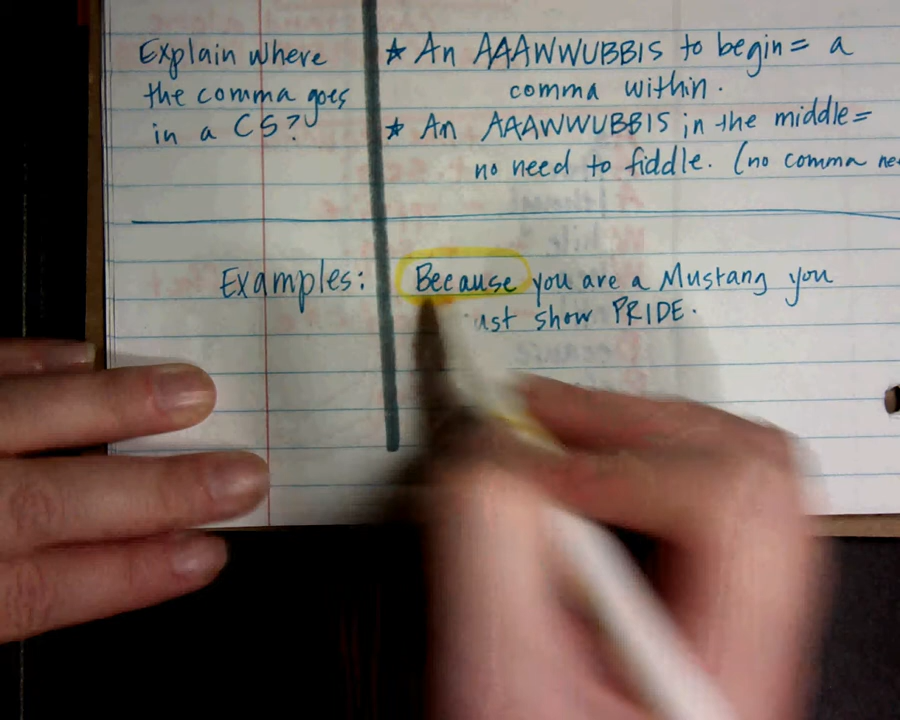 Explain where
the comma goes
in a CS?
★ An AAAWWUBBIS to begin = a
comma within.
★ An AAAWWUBBIS in the middle =
no need to fiddle. (no comma
Examples:
Because you are a Mustang you
show PRIDE.